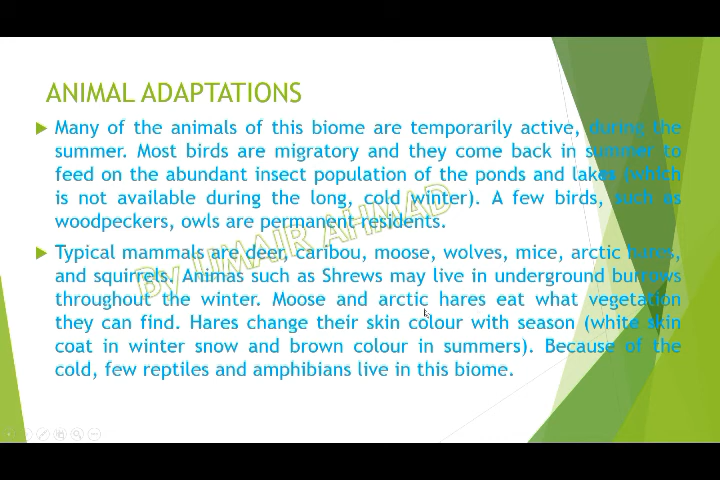 ANIMAL ADAPTATIONS
Many of the animals of this biome are temporarily active, during the
summer. Most birds are migratory and they come back in summer to
feed on the abundant insect population of the ponds and lakes (which
is not available during the long, cold winter). A few birds, such as
woodpeckers, owls are permanent residents.
Typical mammals are deer, caribou, moose, wolves, mice, arctic hares,
and squirrels. Animas such as Shrews may live in underground burrows
throughout the winter. Moose and arctic hares eat what vegetation
they can find. Hares change their skin colour with season (white skin
coat in winter snow and brown colour in summers). Because of the
cold, few reptiles and amphibians live in this biome.
By UMAIR AHMAD